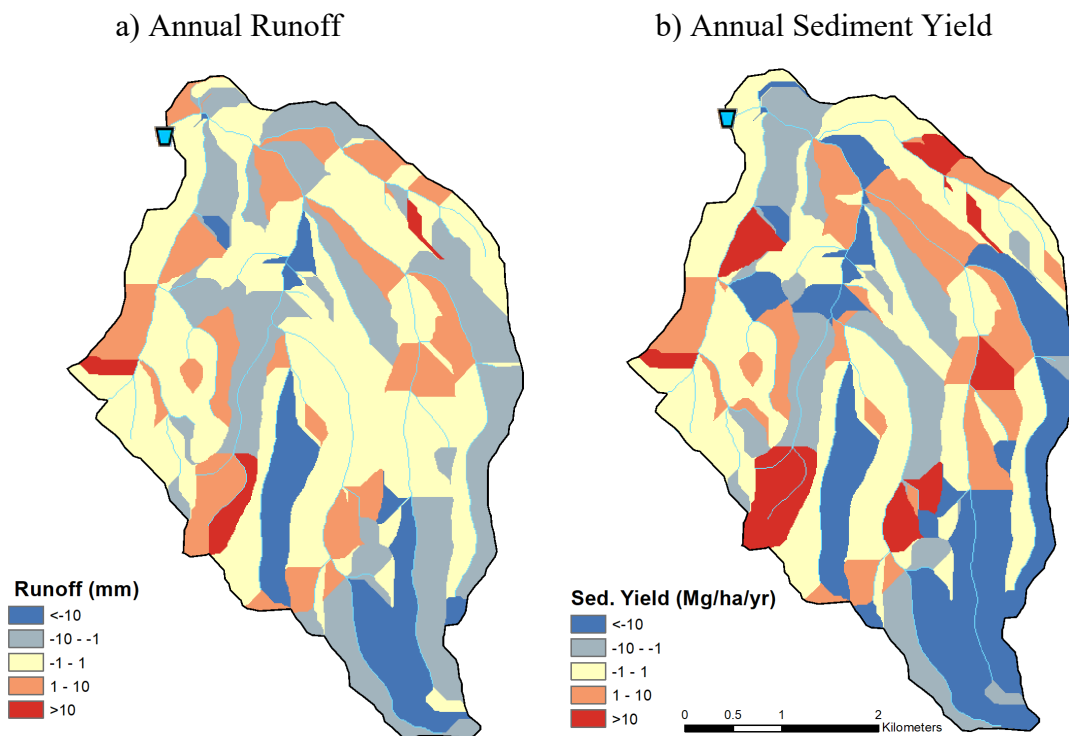 a) Annual Runoff
b) Annual Sediment Yield
Runoff (mm)
<-10
-10 - -1
-1 - 1
1 - 10
>10
Sed. Yield (Mg/ha/yr)
<-10
-10 - -1
-1 - 1
1 - 10
>10
0 0.5 1 2
Kilometers